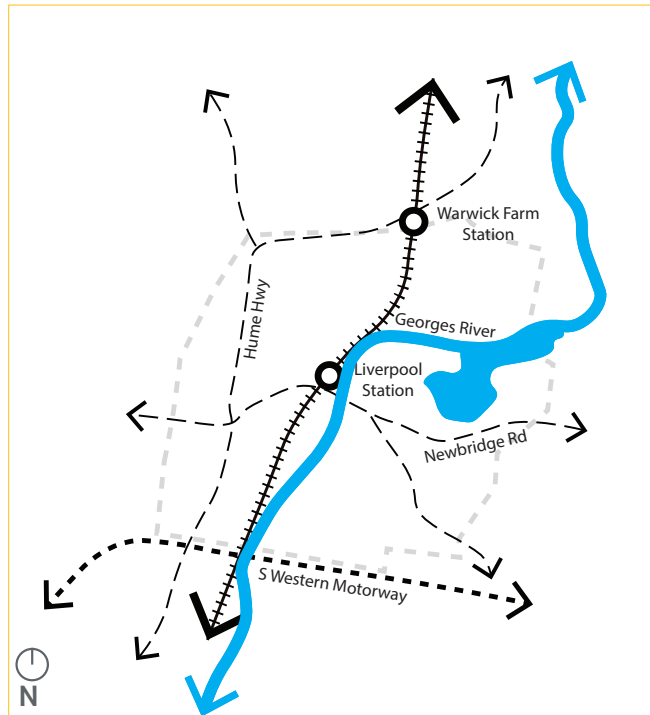 Warwick Farm
Station
Hume Hwy
Georges River
Liverpool
Station
Newbridge Rd
S Western Motorway
N